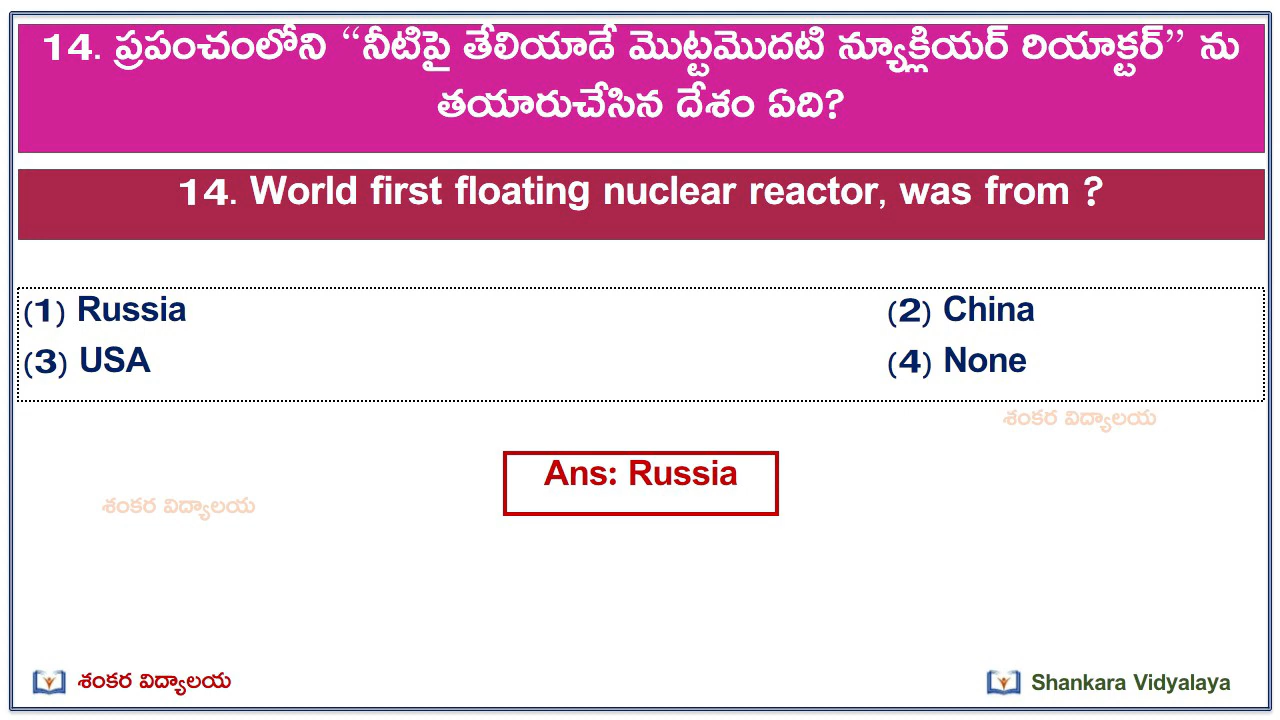 14. ప్రపంచంలోని “నీటిపై తేలియాడే మొట్టమొదటి న్యూక్లియర్ రియాక్టర్” ను
తయారుచేసిన దేశం ఏది?
14. World first floating nuclear reactor, was from ?
(1) Russia (2) China
(3) USA (4) None
శంకర విద్యాలయ
Ans: Russia
శంకర విద్యాలయ
శంకర విద్యాలయ Shankara Vidyalaya